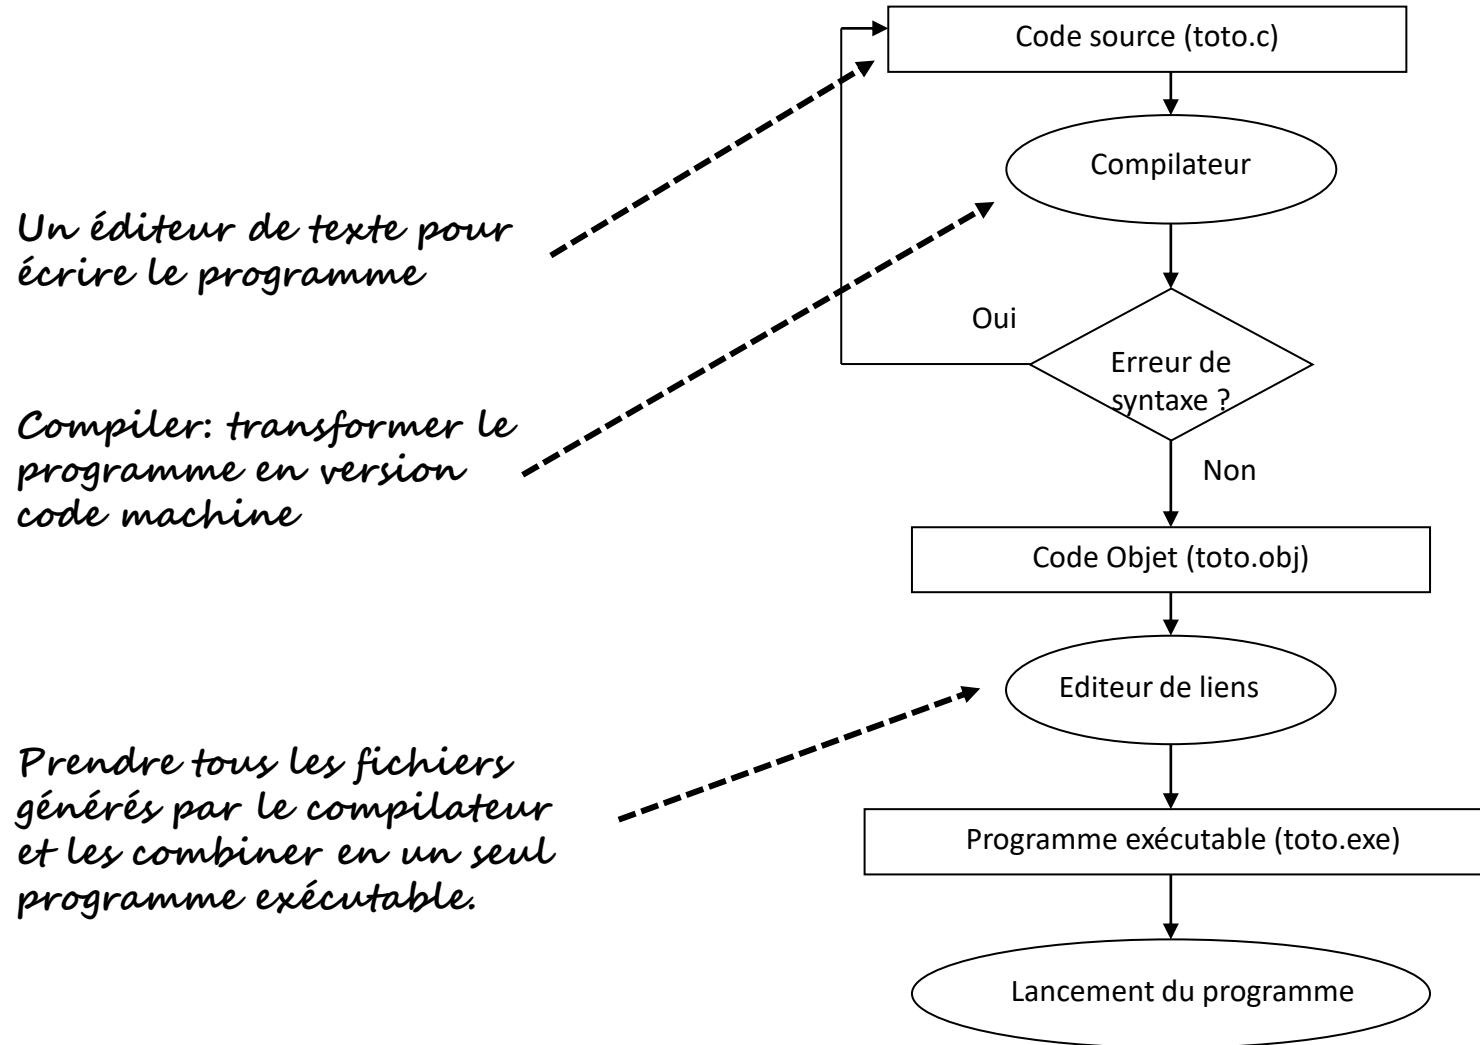 Code source (toto.c)
Compilateur
Un éditeur de texte pour
écrire le programme
Oui
Erreur de
syntaxe ?
Compiler: transformer le
programme en version
code machine
Non
Code Objet (toto.obj)
Editeur de liens
Prendre tous les fichiers
générés par le compilateur
et les combiner en un seul
programme exécutable.
Programme exécutable (toto.exe)
Lancement du programme